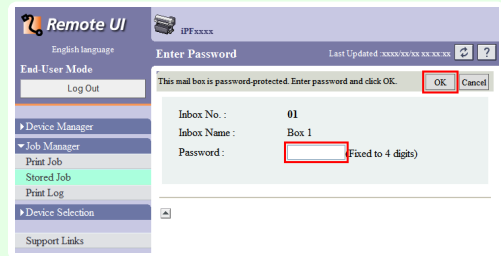 Remote UI
English language
End-User Mode
Log Out
Device Manager
Job Manager
Print Job
Stored Job
Print Log
Device Selection
Support Links
iPFxxxx
Enter Password
Last Updated :xxxx/xx/xx xx:xx:xx
?
This mail box is password-protected. Enter password and click OK.
OK
Cancel
Inbox No. : 01
Inbox Name : Box 1
Password : (Fixed to 4 digits)